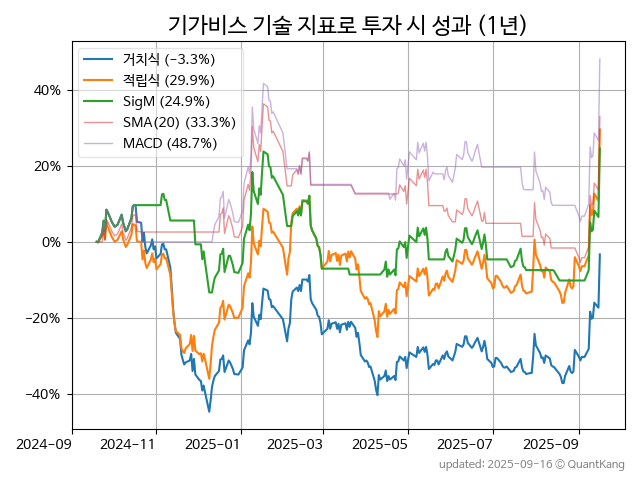 기가비스 기술 지표로 투자 시 성과 (1년)
거치식 (-3.3%)
적립식 (29.9%)
SigM (24.9%)
SMA(20) (33.3%)
MACD (48.7%)
40%
20%
0%
−20%
−40%
2024-09 2024-11 2025-01 2025-03 2025-05 2025-07 2025-09
updated: 2025-09-16 © QuantKang